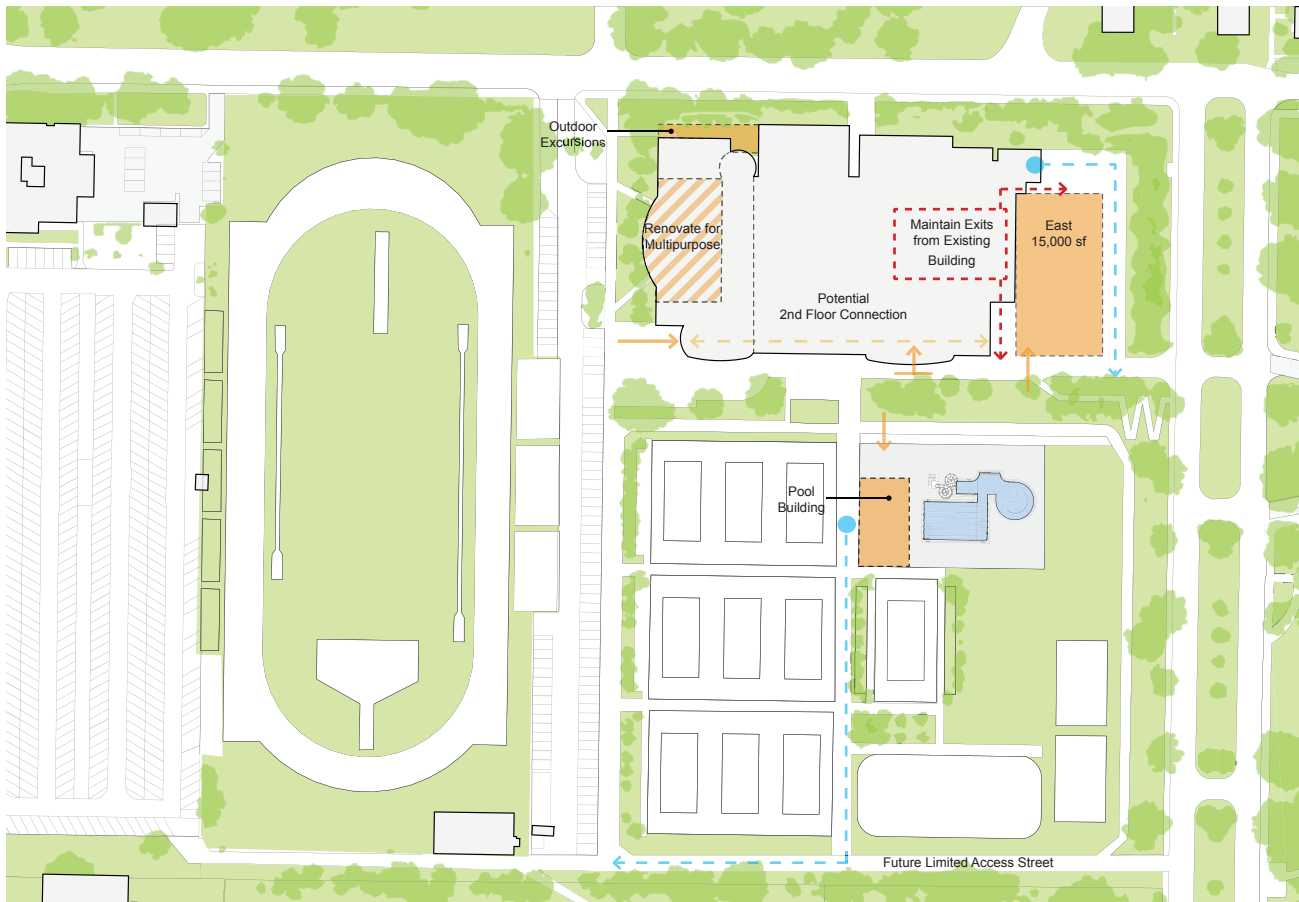 Outdoor
Excursions
Renovate for
Multipurpose
Maintain Exits
from Existing
Building
East
15,000 sf
Potential
2nd Floor Connection
Pool
Building
Future Limited Access Street